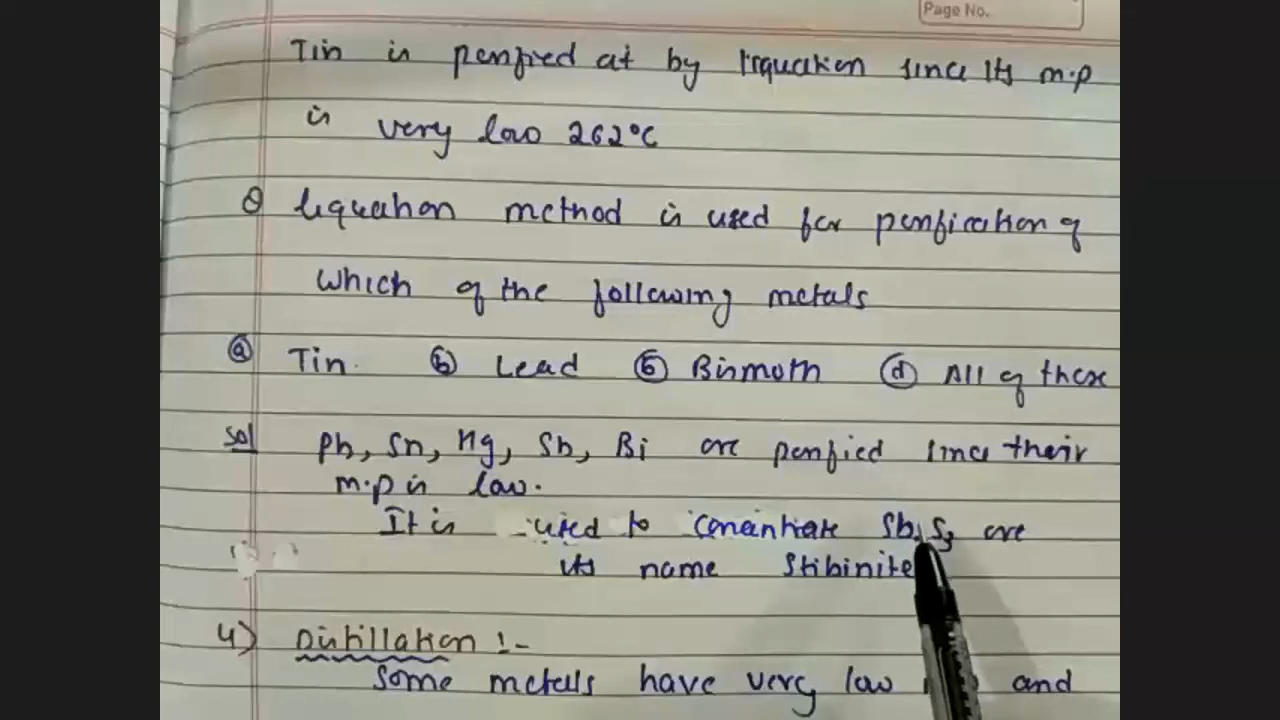 Page No.
Tin is purified at by liquation since its m.p
is very low 262°C
Q liquation method is used for purification of
which of the following metals
ⓐ Tin. ⓑ Lead ⓒ Bismuth ⓓ All of these
Sol Pb, Sn, Hg, Sb, Bi are purified since their
m.p is low.
It is used to concentrate Sb2S3 ore
its name Stibinite
4) Distillation :-
Some metals have very low and